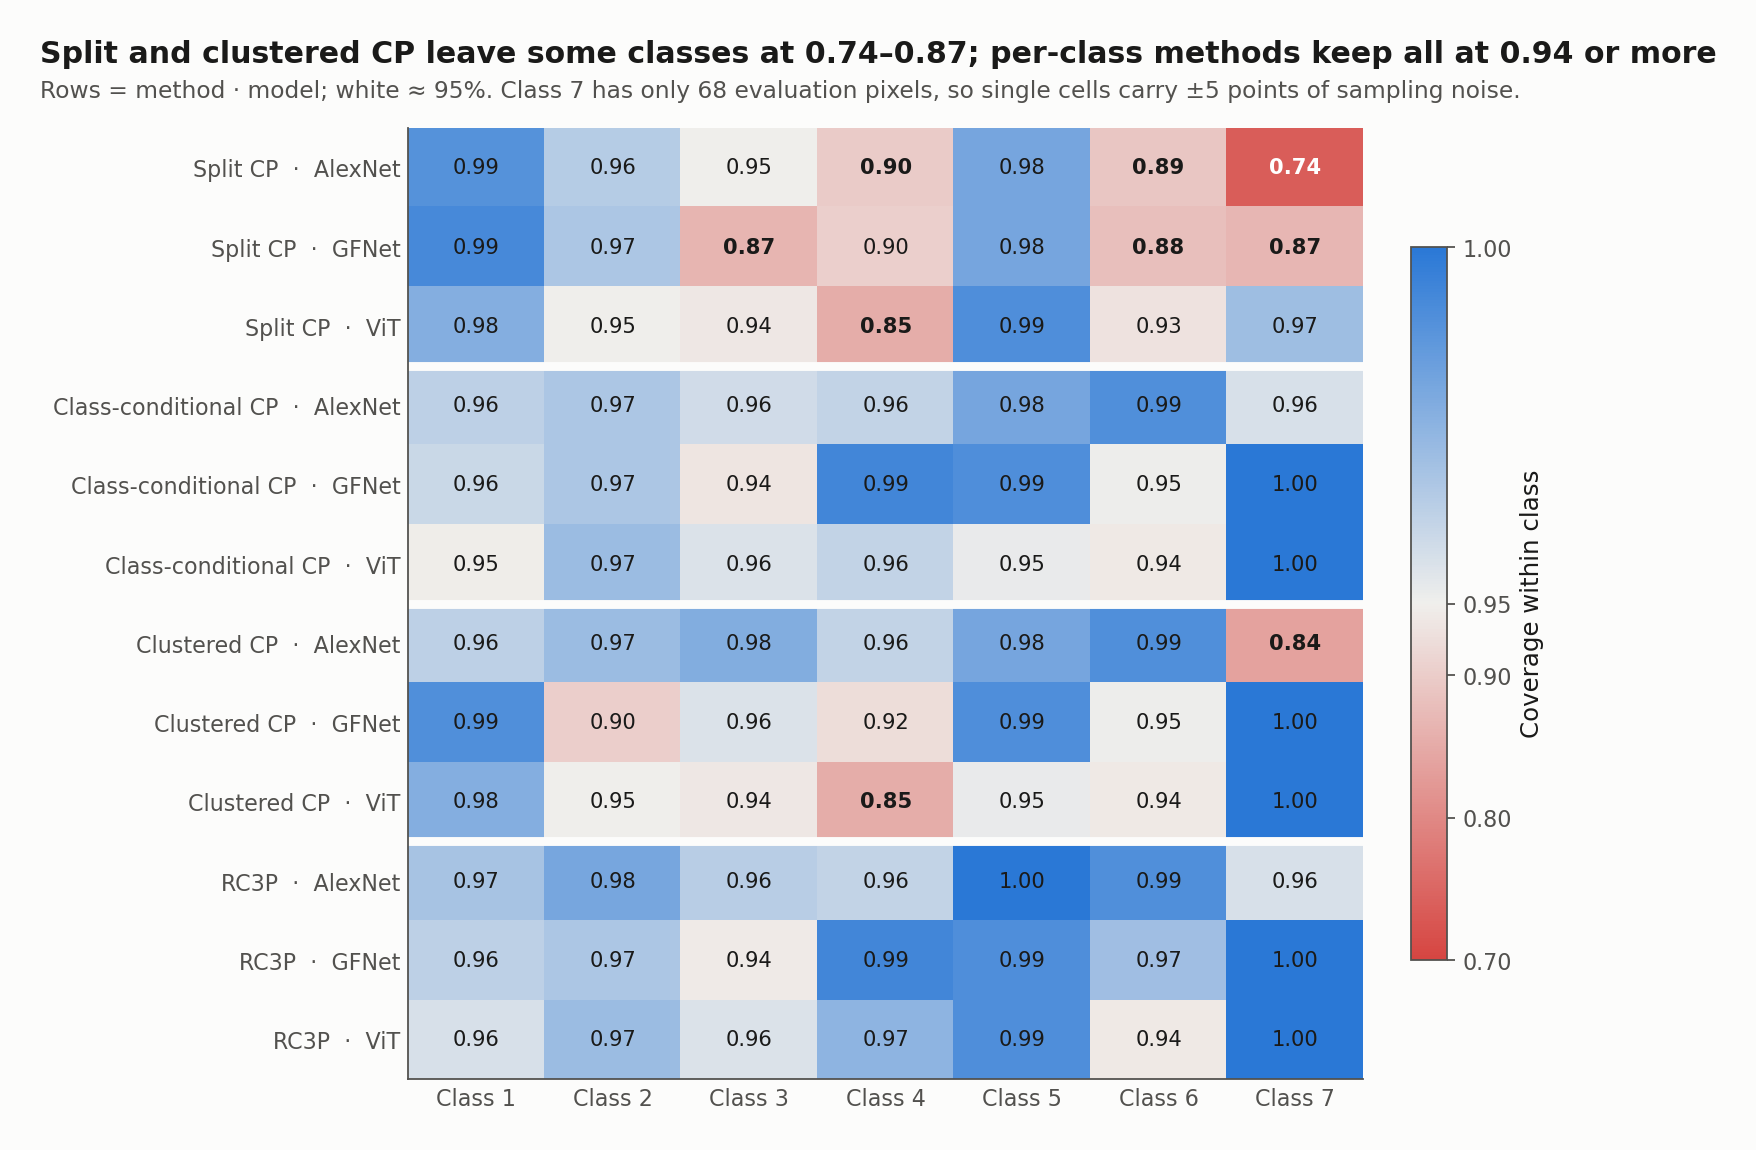 Split and clustered CP leave some classes at 0.74–0.87; per-class methods keep all at 0.94 or more
Rows = method · model; white ≈ 95%. Class 7 has only 68 evaluation pixels, so single cells carry ±5 points of sampling noise.
Split CP · AlexNet 0.99 0.96 0.95 0.90 0.98 0.89 0.74
Split CP · GFNet 0.99 0.97 0.87 0.90 0.98 0.88 0.87
Split CP · ViT 0.98 0.95 0.94 0.85 0.99 0.93 0.97
Class-conditional CP · AlexNet 0.96 0.97 0.96 0.96 0.98 0.99 0.96
Class-conditional CP · GFNet 0.96 0.97 0.94 0.99 0.99 0.95 1.00
Class-conditional CP · ViT 0.95 0.97 0.96 0.96 0.95 0.94 1.00
Clustered CP · AlexNet 0.96 0.97 0.98 0.96 0.98 0.99 0.84
Clustered CP · GFNet 0.99 0.90 0.96 0.92 0.99 0.95 1.00
Clustered CP · ViT 0.98 0.95 0.94 0.85 0.95 0.94 1.00
RC3P · AlexNet 0.97 0.98 0.96 0.96 1.00 0.99 0.96
RC3P · GFNet 0.96 0.97 0.94 0.99 0.99 0.97 1.00
RC3P · ViT 0.96 0.97 0.96 0.97 0.99 0.94 1.00
Class 1 Class 2 Class 3 Class 4 Class 5 Class 6 Class 7
1.00
0.95
0.90
0.80
0.70
Coverage within class